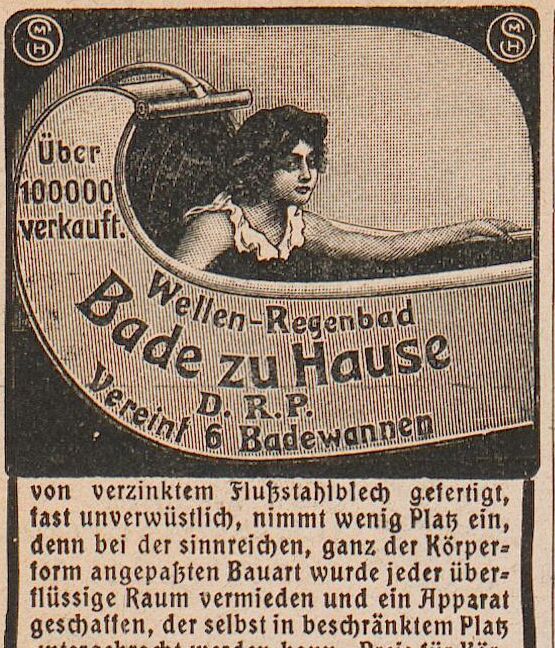 Über
100000
verkauft.
Wellen-Regenbad
Bade zu Hause
D. R. P.
Vereint 6 Badewannen
von verzinktem Flußstahlblech gefertigt,
fast unverwüstlich, nimmt wenig Platz ein,
denn bei der sinnreichen, ganz der Körper=
form angepaßten Bauart wurde jeder über=
flüssige Raum vermieden und ein Apparat
geschaffen, der selbst in beschränktem Platz